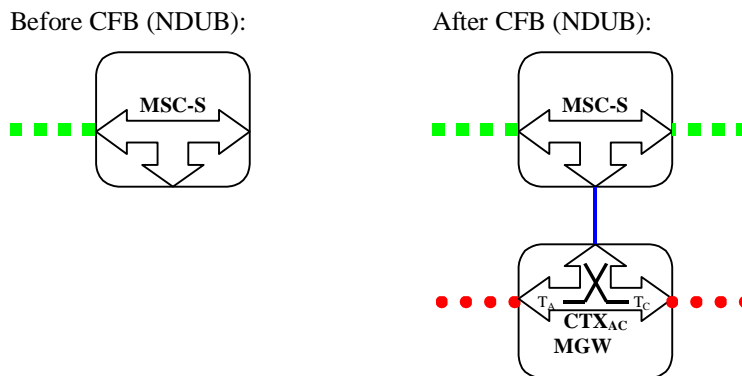 Before CFB (NDUB):
After CFB (NDUB):
MSC-S
MSC-S
TA TC
CTXAC
MGW